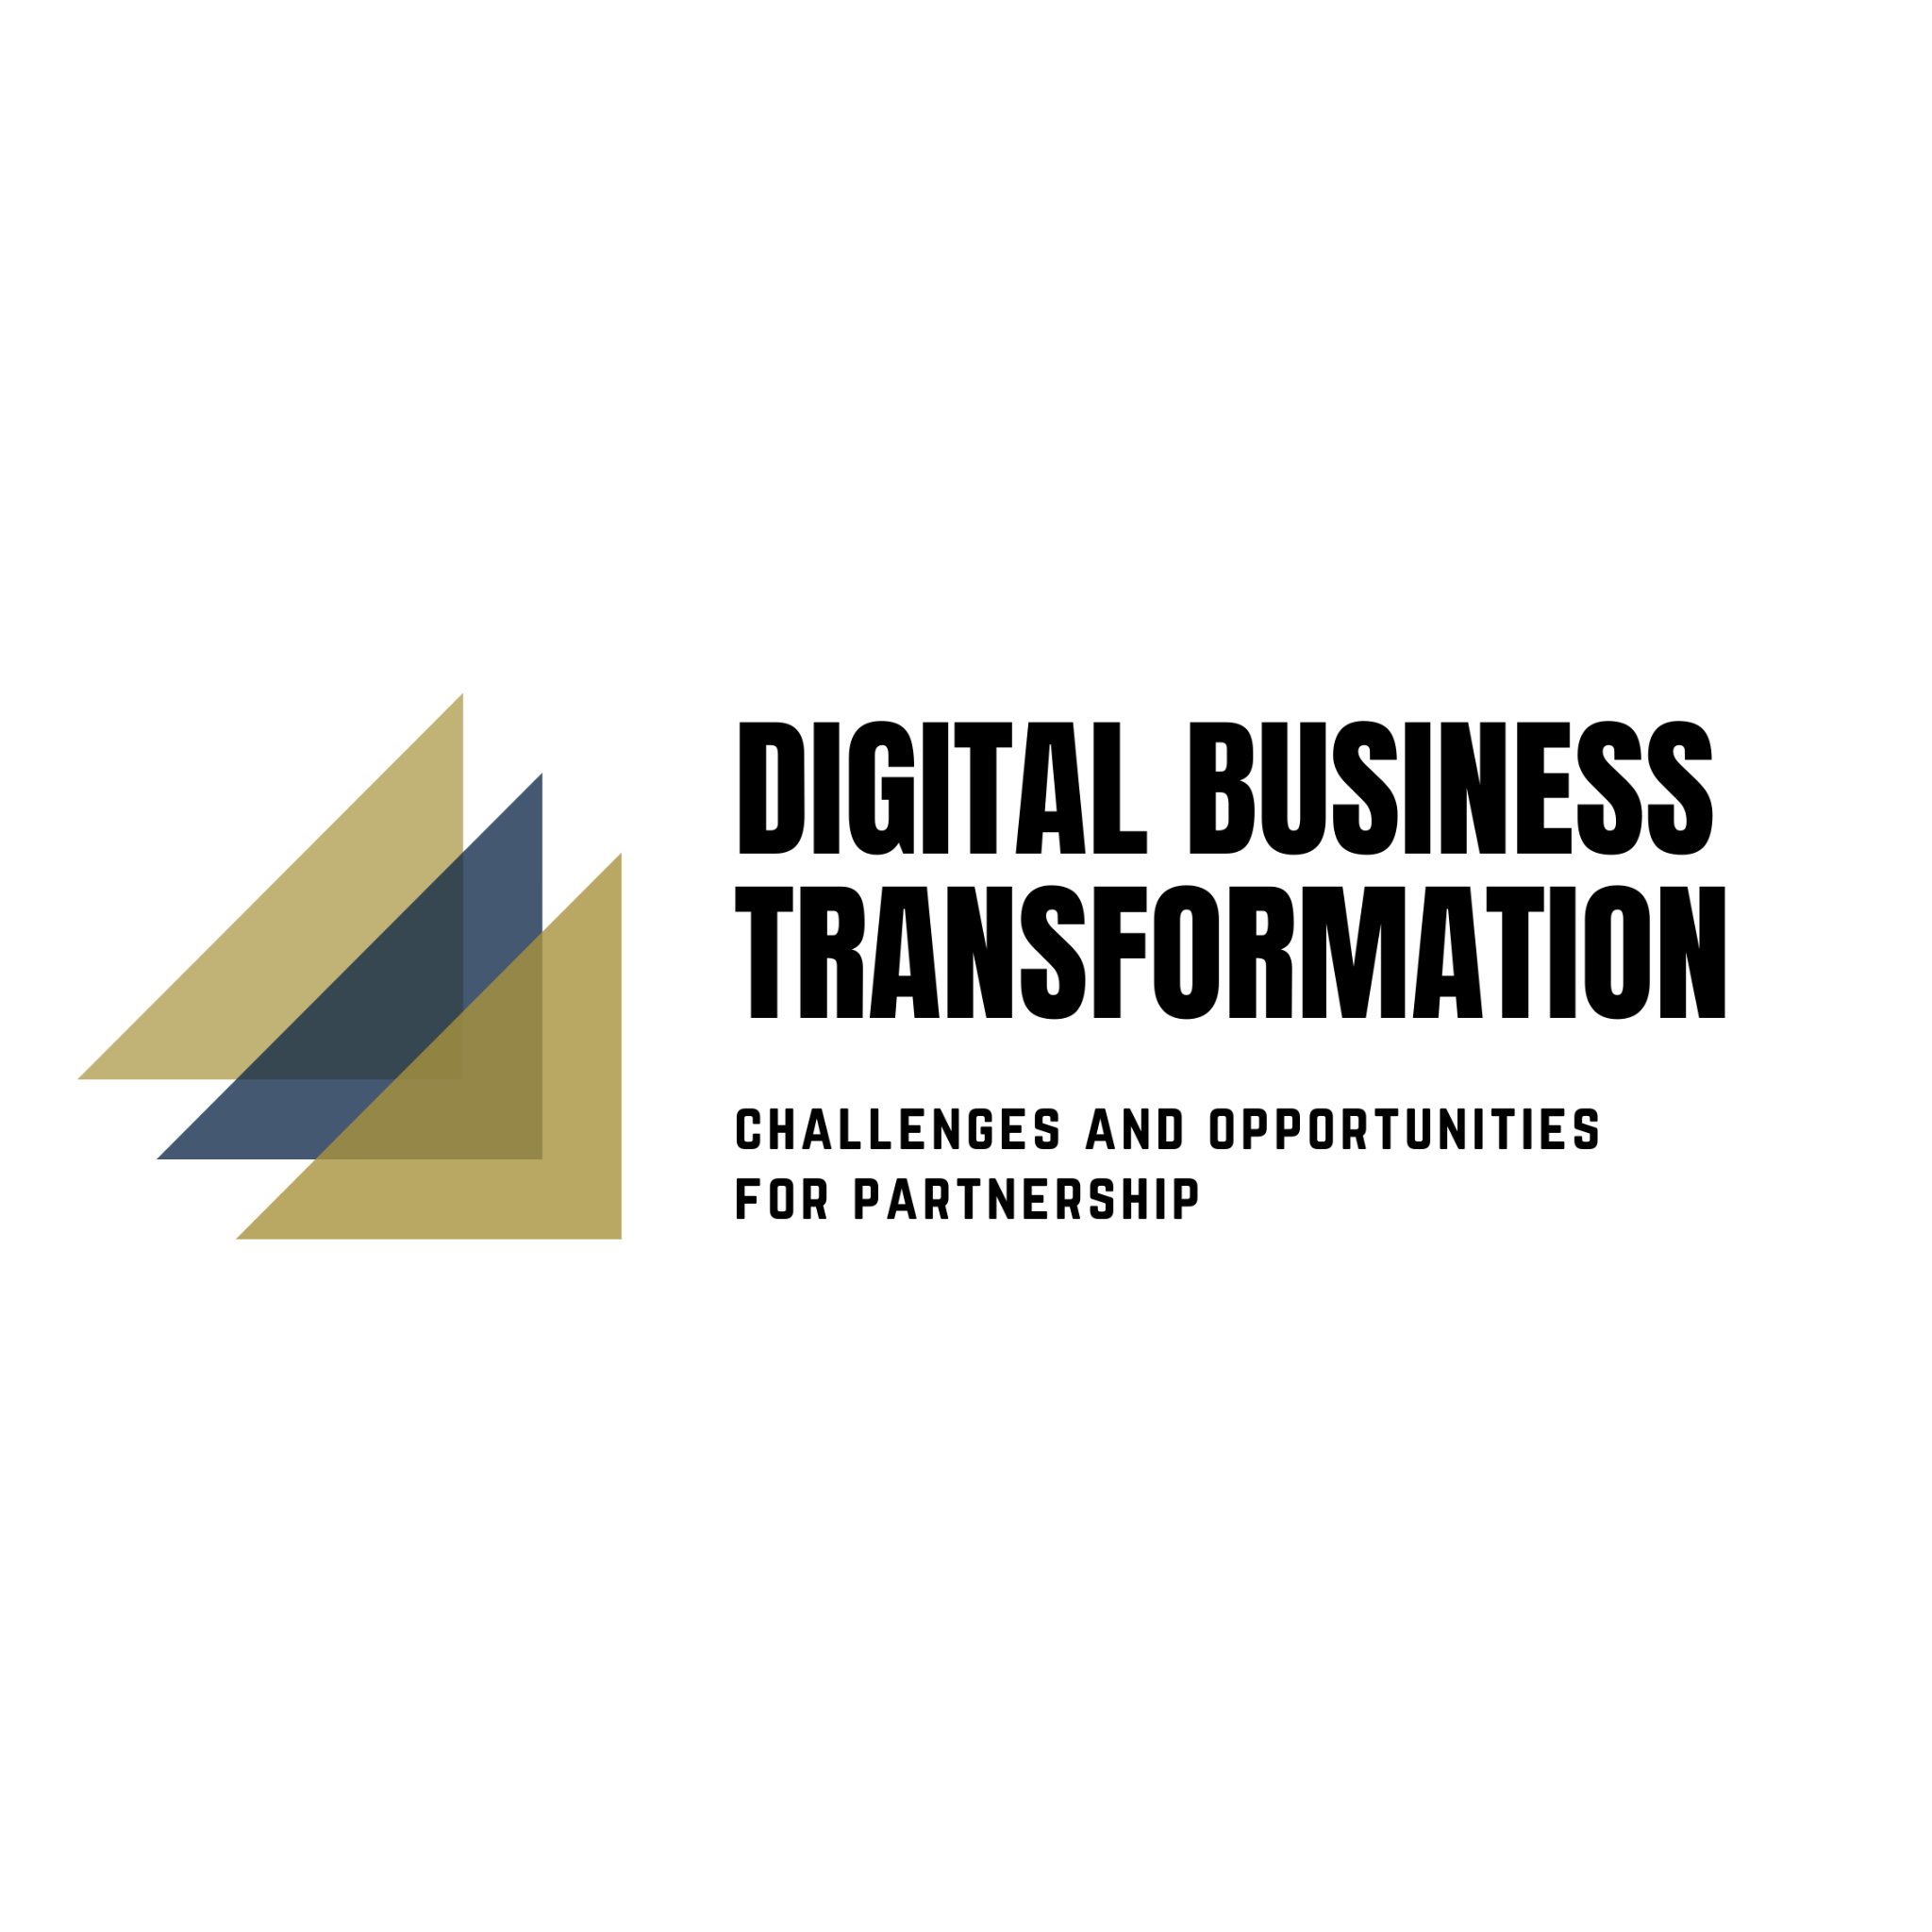 DIGITAL BUSINESS
TRANSFORMATION
CHALLENGES AND OPPORTUNITIES
FOR PARTNERSHIP